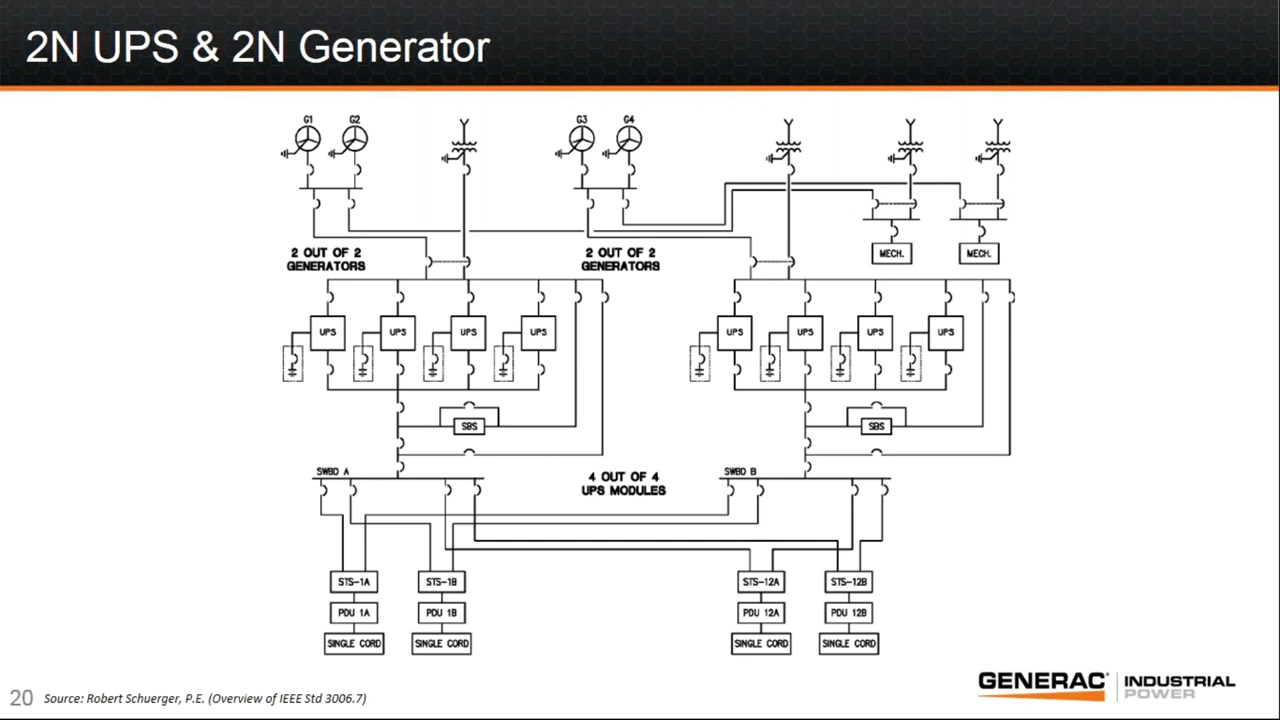 2N UPS & 2N Generator
G1
G2
G3
G4
2 OUT OF 2
GENERATORS
2 OUT OF 2
GENERATORS
MECH.
MECH.
UPS
UPS
UPS
UPS
UPS
UPS
UPS
UPS
SBS
SBS
SWBD A
4 OUT OF 4
UPS MODULES
SWBD B
STS-1A
STS-1B
STS-12A
STS-12B
PDU 1A
PDU 1B
PDU 12A
PDU 12B
SINGLE CORD
SINGLE CORD
SINGLE CORD
SINGLE CORD
20 Source: Robert Schuerger, P.E. (Overview of IEEE Std 3006.7)
GENERAC
INDUSTRIAL
POWER